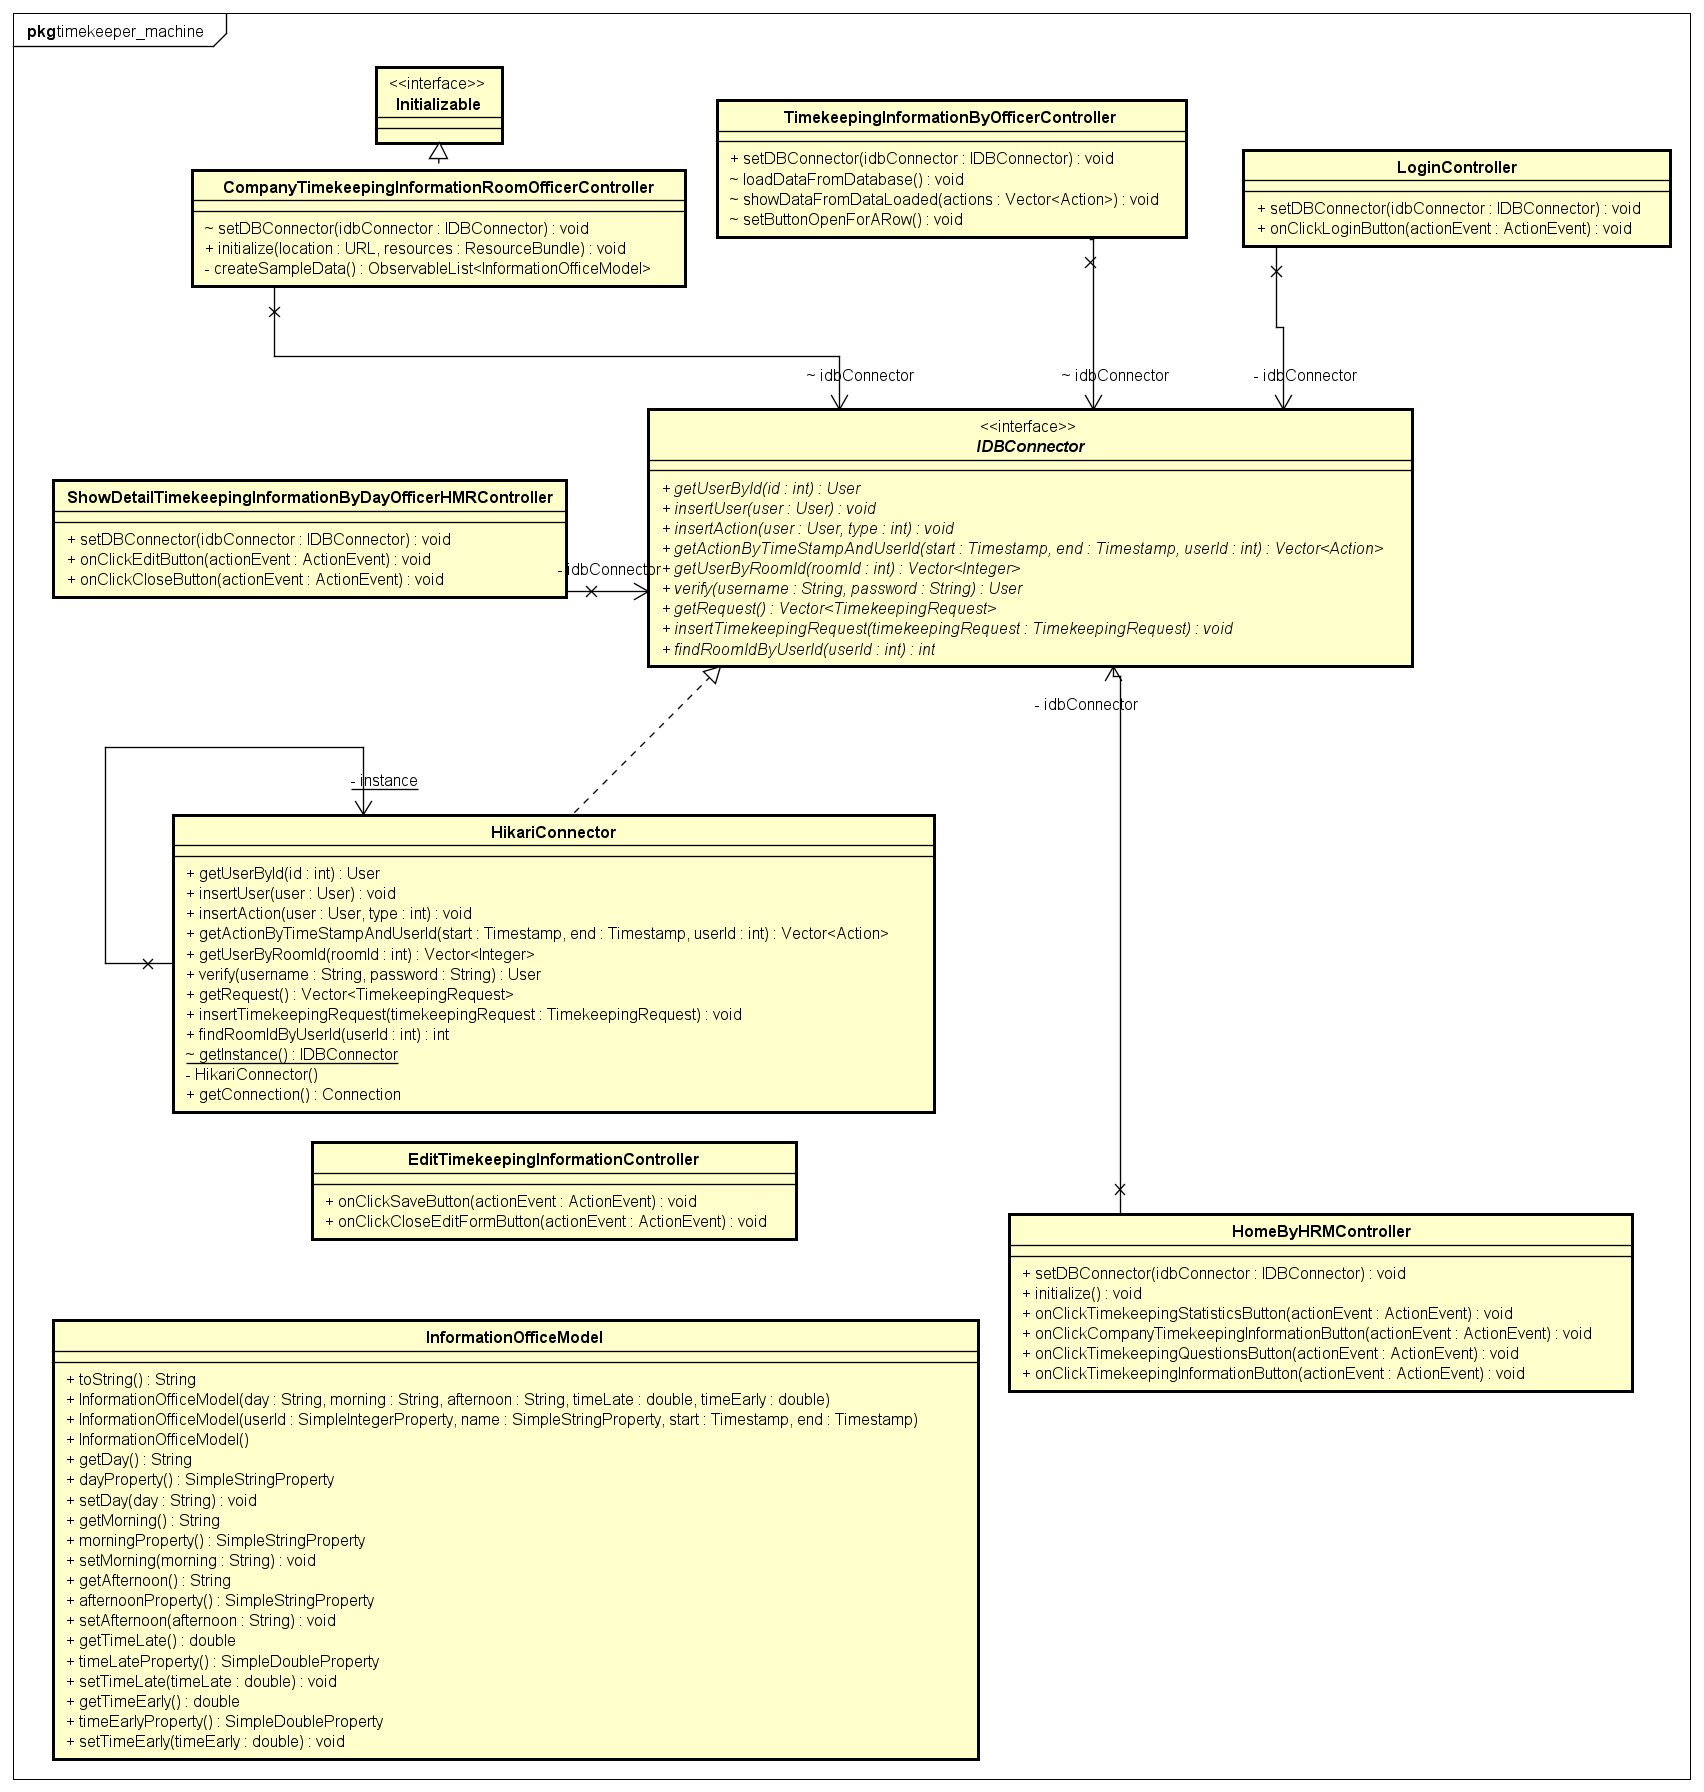 pkg timekeeper_machine
<<interface>>
Initializable
CompanyTimekeepingInformationRoomOfficerController
~ setDBConnector(idbConnector : IDBConnector) : void
+ initialize(location : URL, resources : ResourceBundle) : void
- createSampleData() : ObservableList<InformationOfficeModel>
TimekeepingInformationByOfficerController
+ setDBConnector(idbConnector : IDBConnector) : void
~ loadDataFromDatabase() : void
~ showDataFromDataLoaded(actions : Vector<Action>) : void
~ setButtonOpenForARow() : void
LoginController
+ setDBConnector(idbConnector : IDBConnector) : void
+ onClickLoginButton(actionEvent : ActionEvent) : void
~ idbConnector
~ idbConnector
- idbConnector
<<interface>>
IDBConnector
+ getUserById(id : int) : User
+ insertUser(user : User) : void
+ insertAction(user : User, type : int) : void
+ getActionByTimeStampAndUserId(start : Timestamp, end : Timestamp, userId : int) : Vector<Action>
+ getUserByRoomId(roomId : int) : Vector<Integer>
+ verify(username : String, password : String) : User
+ getRequest() : Vector<TimekeepingRequest>
+ insertTimekeepingRequest(timekeepingRequest : TimekeepingRequest) : void
+ findRoomIdByUserId(userId : int) : int
ShowDetailTimekeepingInformationByDayOfficerHMRController
+ setDBConnector(idbConnector : IDBConnector) : void
+ onClickEditButton(actionEvent : ActionEvent) : void
+ onClickCloseButton(actionEvent : ActionEvent) : void
- idbConnector
- idbConnector
- instance
HikariConnector
+ getUserById(id : int) : User
+ insertUser(user : User) : void
+ insertAction(user : User, type : int) : void
+ getActionByTimeStampAndUserId(start : Timestamp, end : Timestamp, userId : int) : Vector<Action>
+ getUserByRoomId(roomId : int) : Vector<Integer>
+ verify(username : String, password : String) : User
+ getRequest() : Vector<TimekeepingRequest>
+ insertTimekeepingRequest(timekeepingRequest : TimekeepingRequest) : void
+ findRoomIdByUserId(userId : int) : int
~ getInstance() : IDBConnector
- HikariConnector()
+ getConnection() : Connection
EditTimekeepingInformationController
+ onClickSaveButton(actionEvent : ActionEvent) : void
+ onClickCloseEditFormButton(actionEvent : ActionEvent) : void
HomeByHRMController
+ setDBConnector(idbConnector : IDBConnector) : void
+ initialize() : void
+ onClickTimekeepingStatisticsButton(actionEvent : ActionEvent) : void
+ onClickCompanyTimekeepingInformationButton(actionEvent : ActionEvent) : void
+ onClickTimekeepingQuestionsButton(actionEvent : ActionEvent) : void
+ onClickTimekeepingInformationButton(actionEvent : ActionEvent) : void
InformationOfficeModel
+ toString() : String
+ InformationOfficeModel(day : String, morning : String, afternoon : String, timeLate : double, timeEarly : double)
+ InformationOfficeModel(userId : SimpleIntegerProperty, name : SimpleStringProperty, start : Timestamp, end : Timestamp)
+ InformationOfficeModel()
+ getDay() : String
+ dayProperty() : SimpleStringProperty
+ setDay(day : String) : void
+ getMorning() : String
+ morningProperty() : SimpleStringProperty
+ setMorning(morning : String) : void
+ getAfternoon() : String
+ afternoonProperty() : SimpleStringProperty
+ setAfternoon(afternoon : String) : void
+ getTimeLate() : double
+ timeLateProperty() : SimpleDoubleProperty
+ setTimeLate(timeLate : double) : void
+ getTimeEarly() : double
+ timeEarlyProperty() : SimpleDoubleProperty
+ setTimeEarly(timeEarly : double) : void